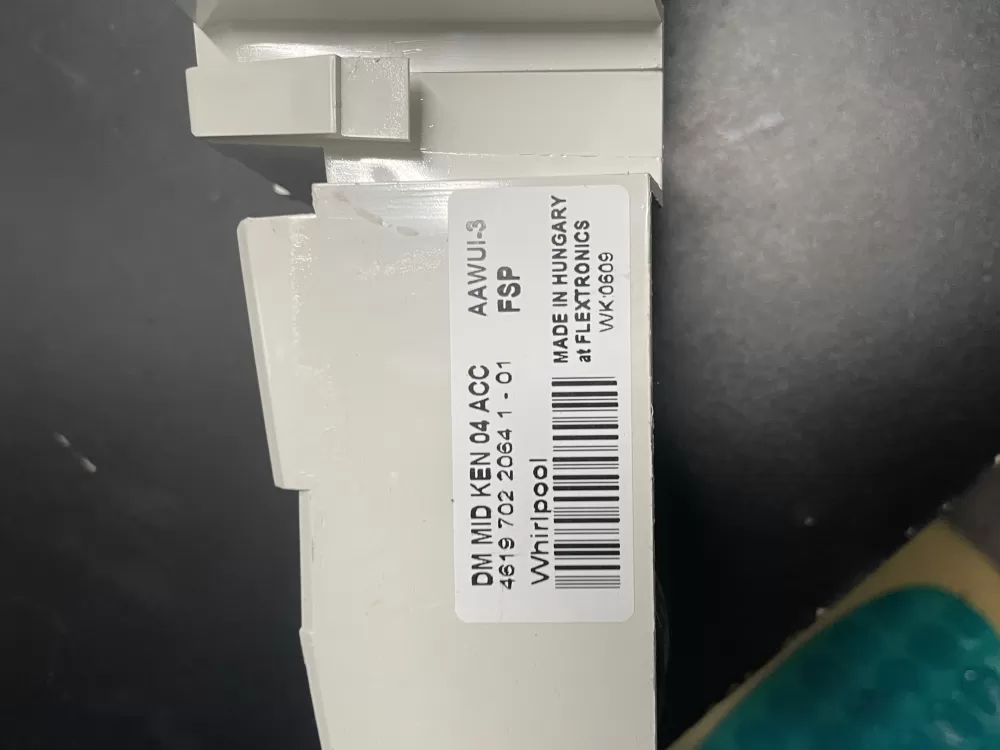 DM MID KEN 04 ACC AAWUI-3
4619 702 2064 1 - 01 FSP
Whirlpool
MADE IN HUNGARY
at FLEXTRONICS
WK 0609